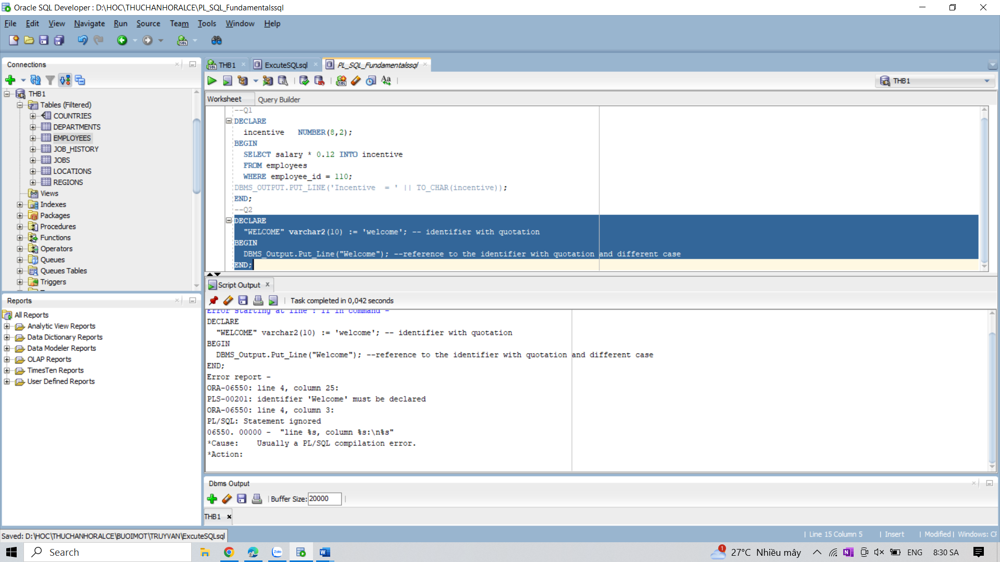 Oracle SQL Developer : D:\HOC\THUCHANHORALCE\PL_SQL_Fundamentalssql
File Edit View Navigate Run Source Team Tools Window Help
Connections
THB1
Tables (Filtered)
COUNTRIES
DEPARTMENTS
EMPLOYEES
JOB_HISTORY
JOBS
LOCATIONS
REGIONS
Views
Indexes
Packages
Procedures
Functions
Operators
Queues
Queues Tables
Triggers
Reports
All Reports
Analytic View Reports
Data Dictionary Reports
Data Modeler Reports
OLAP Reports
TimesTen Reports
User Defined Reports
THB1 ExcuteSQLsql PL_SQL_Fundamentalssql
THB1
Worksheet Query Builder
--Q1
DECLARE
incentive NUMBER(8,2);
BEGIN
SELECT salary * 0.12 INTO incentive
FROM employees
WHERE employee_id = 110;
DBMS_OUTPUT.PUT_LINE('Incentive = ' || TO_CHAR(incentive));
END;
--Q2
DECLARE
"WELCOME" varchar2(10) := 'welcome'; -- identifier with quotation
BEGIN
DBMS_Output.Put_Line("Welcome"); --reference to the identifier with quotation and different case
END;
Script Output
Task completed in 0,042 seconds
Error starting at line : 11 in command -
DECLARE
"WELCOME" varchar2(10) := 'welcome'; -- identifier with quotation
BEGIN
DBMS_Output.Put_Line("Welcome"); --reference to the identifier with quotation and different case
END;
Error report -
ORA-06550: line 4, column 25:
PLS-00201: identifier 'Welcome' must be declared
ORA-06550: line 4, column 3:
PL/SQL: Statement ignored
06550. 00000 - "line %s, column %s:\n%s"
*Cause: Usually a PL/SQL compilation error.
*Action:
Dbms Output
Buffer Size: 20000
THB1
Saved: D:\HOC\THUCHANHORALCE\BUOIMOT\TRUYVAN\ExcuteSQLsql
Line 15 Column 5 Insert Modified Windows:
Search
Zalo
1
27°C Nhiều mây
ENG
8:30 SA